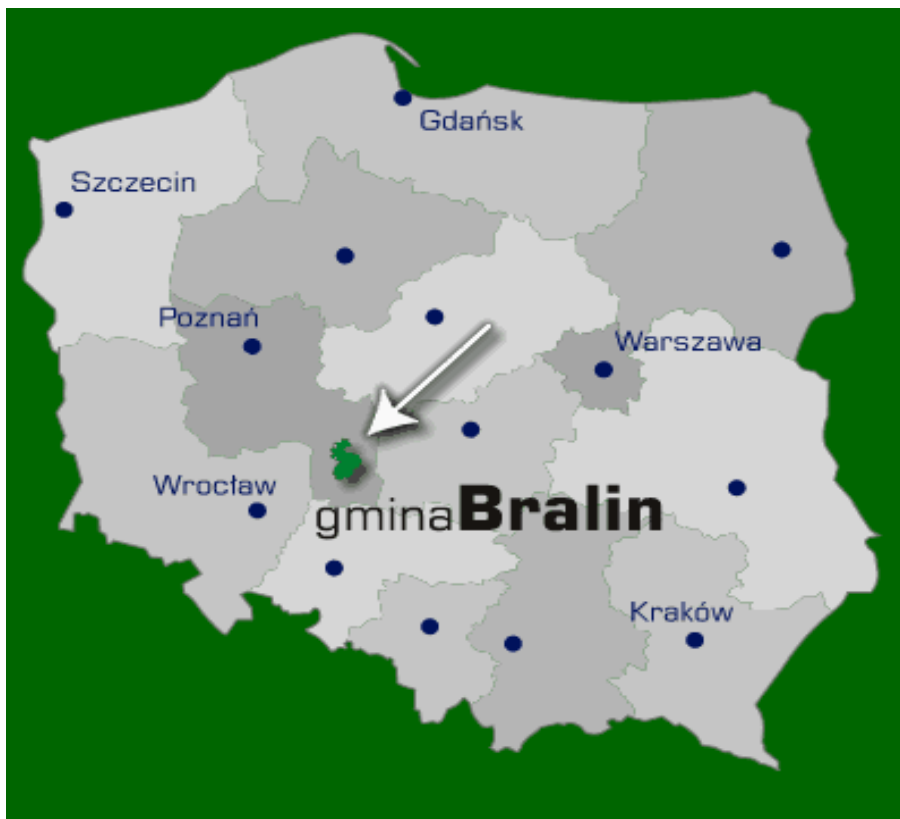 Gdańsk
Szczecin
Poznań
Warszawa
Wrocław
gminaBralin
Kraków